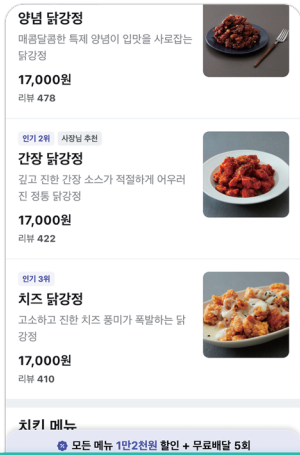 양념 닭강정
매콤달콤한 특제 양념이 입맛을 사로잡는
닭강정
17,000원
리뷰 478
인기 2위 사장님 추천
간장 닭강정
깊고 진한 간장 소스가 적절하게 어우러
진 정통 닭강정
17,000원
리뷰 422
인기 3위
치즈 닭강정
고소하고 진한 치즈 풍미가 폭발하는 닭
강정
17,000원
리뷰 410
치킨 메뉴
모든 메뉴 1만2천원 할인 + 무료배달 5회